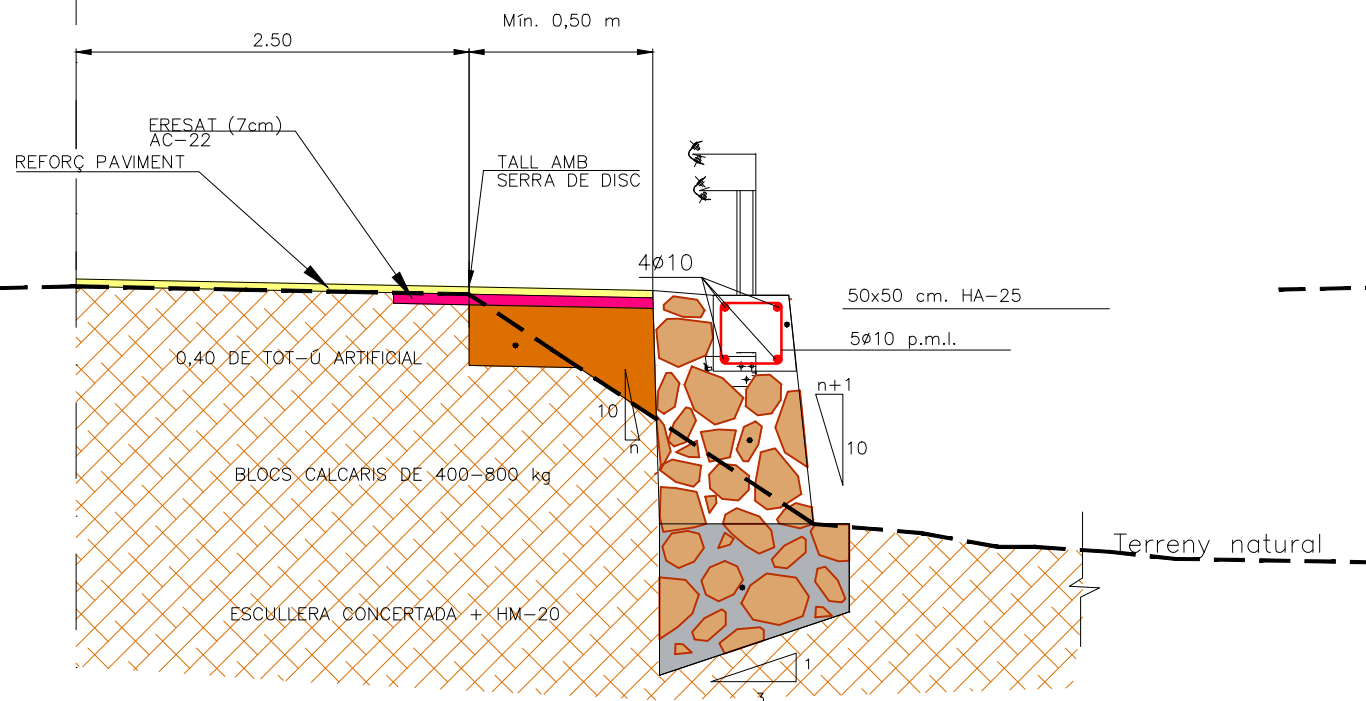 Mín. 0,50 m
2.50
FRESAT (7cm)
AC-22
REFORÇ PAVIMENT
TALL AMB
SERRA DE DISC
4ø10
50x50 cm. HA-25
5ø10 p.m.l.
0,40 DE TOT-Ú ARTIFICIAL
n+1
10
10
n
BLOCS CALCARIS DE 400-800 kg
Terreny natural
ESCULLERA CONCERTADA + HM-20
1
3